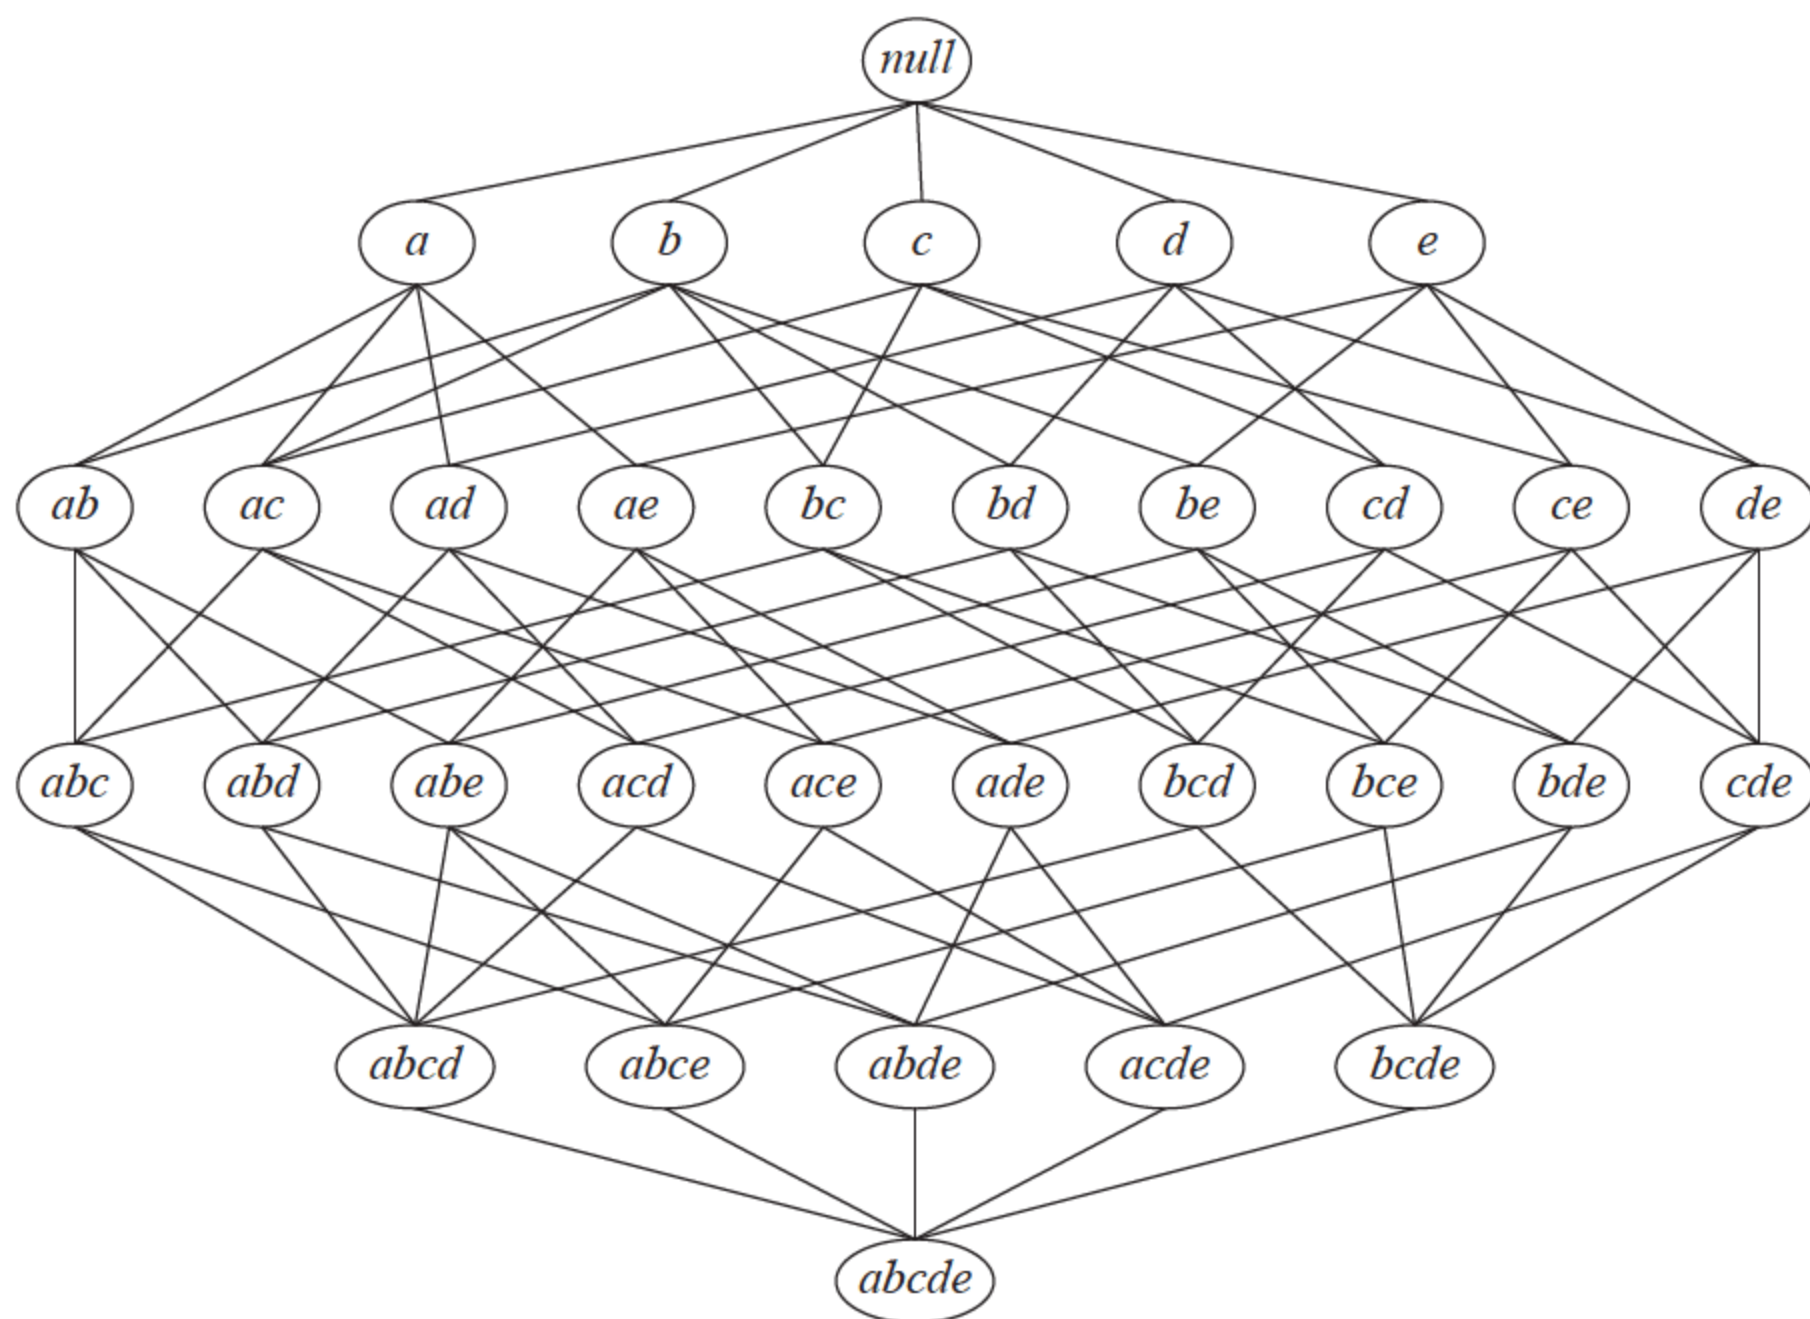 null
a b c d e
ab ac ad ae bc bd be cd ce de
abc abd abe acd ace ade bcd bce bde cde
abcd abce abde acde bcde
abcde